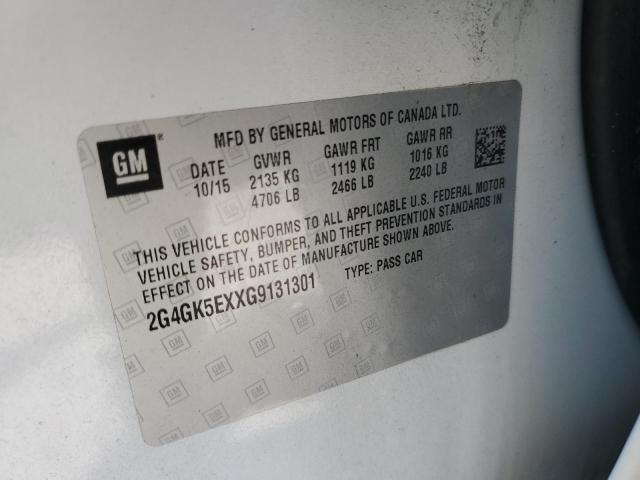 MFD BY GENERAL MOTORS OF CANADA LTD.
GM®
DATE GVWR GAWR FRT GAWR RR
10/15 2135 KG 1119 KG 1016 KG
4706 LB 2466 LB 2240 LB
THIS VEHICLE CONFORMS TO ALL APPLICABLE U.S. FEDERAL MOTOR
VEHICLE SAFETY, BUMPER, AND THEFT PREVENTION STANDARDS IN
EFFECT ON THE DATE OF MANUFACTURE SHOWN ABOVE.
2G4GK5EXXG9131301 TYPE: PASS CAR